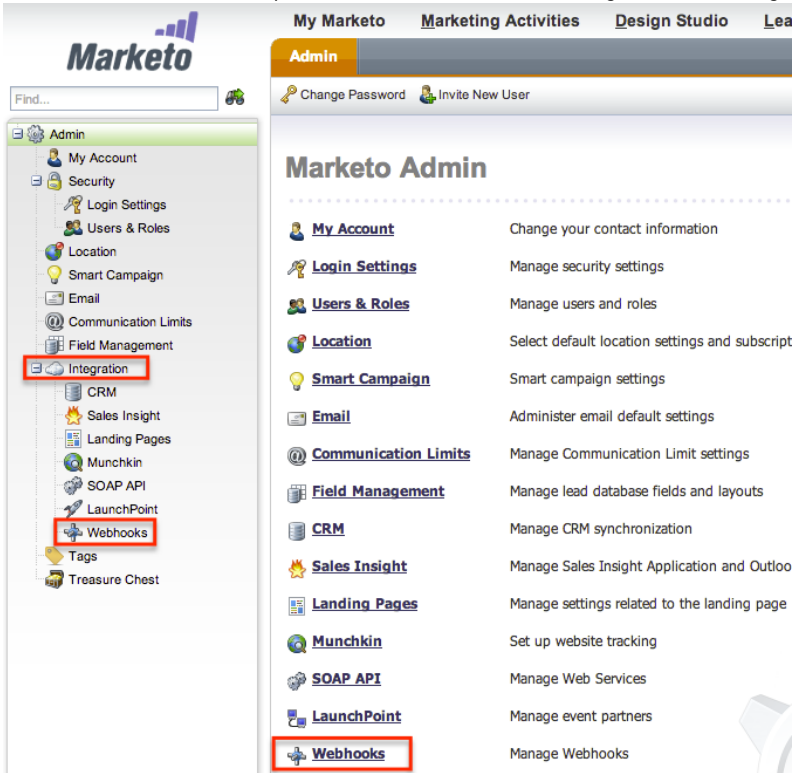 My Marketo Marketing Activities Design Studio Lea
Marketo
Admin
Find...
Change Password Invite New User
Admin
My Account
Security
Login Settings
Users & Roles
Location
Smart Campaign
Email
Communication Limits
Field Management
Integration
CRM
Sales Insight
Landing Pages
Munchkin
SOAP API
LaunchPoint
Webhooks
Tags
Treasure Chest
Marketo Admin
My Account Change your contact information
Login Settings Manage security settings
Users & Roles Manage users and roles
Location Select default location settings and subscript
Smart Campaign Smart campaign settings
Email Administer email default settings
Communication Limits Manage Communication Limit settings
Field Management Manage lead database fields and layouts
CRM Manage CRM synchronization
Sales Insight Manage Sales Insight Application and Outloo
Landing Pages Manage settings related to the landing page
Munchkin Set up website tracking
SOAP API Manage Web Services
LaunchPoint Manage event partners
Webhooks Manage Webhooks